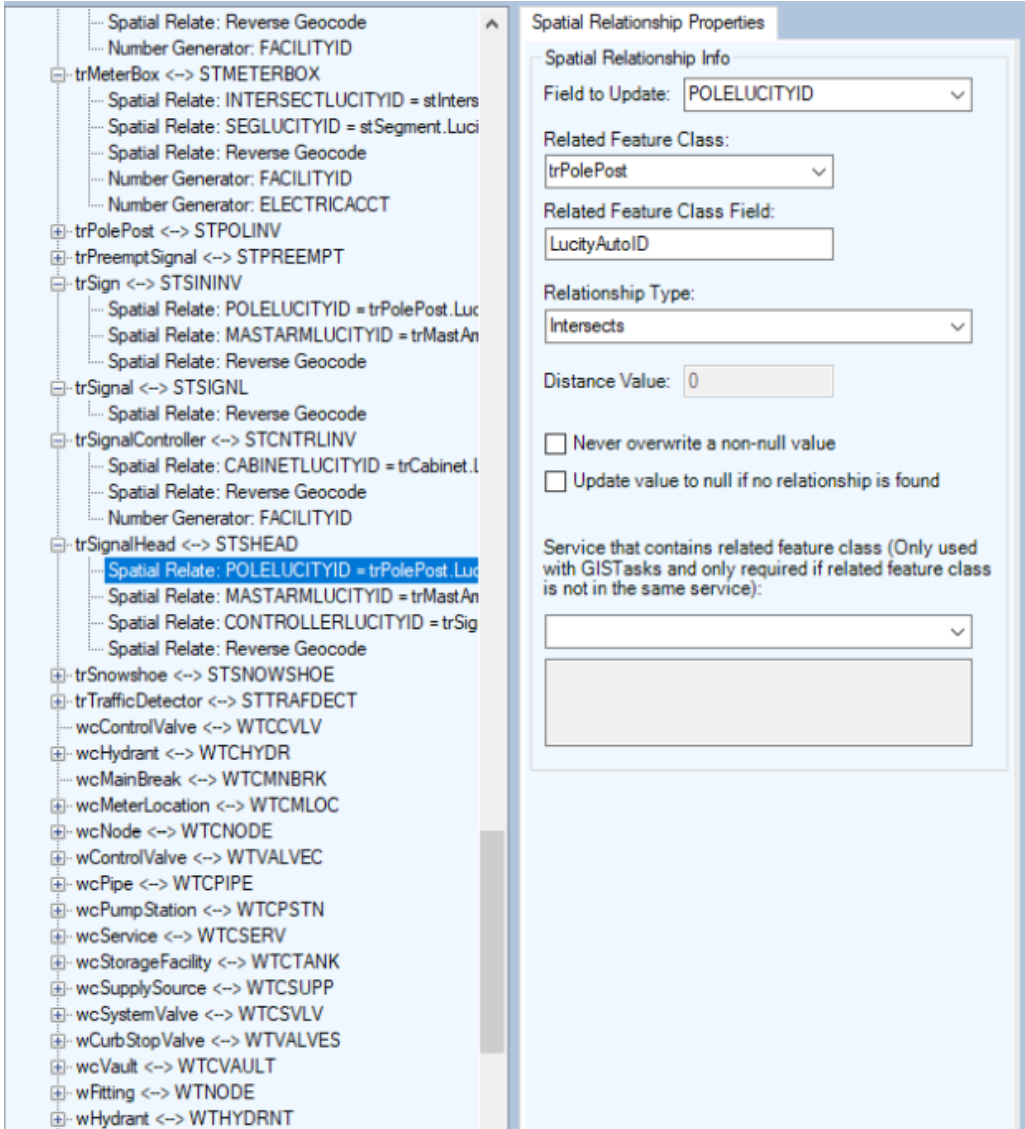 Spatial Relate: Reverse Geocode
Number Generator: FACILITYID
trMeterBox <--> STMETERBOX
Spatial Relate: INTERSECTLUCITYID = stInters
Spatial Relate: SEGLUCITYID = stSegment.Luci
Spatial Relate: Reverse Geocode
Number Generator: FACILITYID
Number Generator: ELECTRICACCT
trPolePost <--> STPOLINV
trPreemptSignal <--> STPREEMPT
trSign <--> STSININV
Spatial Relate: POLELUCITYID = trPolePost.Luc
Spatial Relate: MASTARMLUCITYID = trMastAr
Spatial Relate: Reverse Geocode
trSignal <--> STSIGNL
Spatial Relate: Reverse Geocode
trSignalController <--> STCNTRLINV
Spatial Relate: CABINETLUCITYID = trCabinet.L
Spatial Relate: Reverse Geocode
Number Generator: FACILITYID
trSignalHead <--> STSHEAD
Spatial Relate: POLELUCITYID = trPolePost.Luc
Spatial Relate: MASTARMLUCITYID = trMastAr
Spatial Relate: CONTROLLERLUCITYID = trSig
Spatial Relate: Reverse Geocode
trSnowshoe <--> STSNOWSHOE
trTrafficDetector <--> STTRAFDECT
wcControlValve <--> WTCCVLV
wcHydrant <--> WTCHYDR
wcMainBreak <--> WTCMNBRK
wcMeterLocation <--> WTCMLOC
wcNode <--> WTCNODE
wControlValve <--> WTVALVEC
wcPipe <--> WTCPIPE
wcPumpStation <--> WTCPSTN
wcService <--> WTCSERV
wcStorageFacility <--> WTCTANK
wcSupplySource <--> WTCSUPP
wcSystemValve <--> WTCSVLV
wCurbStopValve <--> WTVALVES
wcVault <--> WTCVAULT
wFitting <--> WTNODE
wHydrant <--> WTHYDRNT
Spatial Relationship Properties
Spatial Relationship Info
Field to Update: POLELUCITYID
Related Feature Class:
trPolePost
Related Feature Class Field:
LucityAutoID
Relationship Type:
Intersects
Distance Value: 0
Never overwrite a non-null value
Update value to null if no relationship is found
Service that contains related feature class (Only used
with GISTasks and only required if related feature class
is not in the same service):